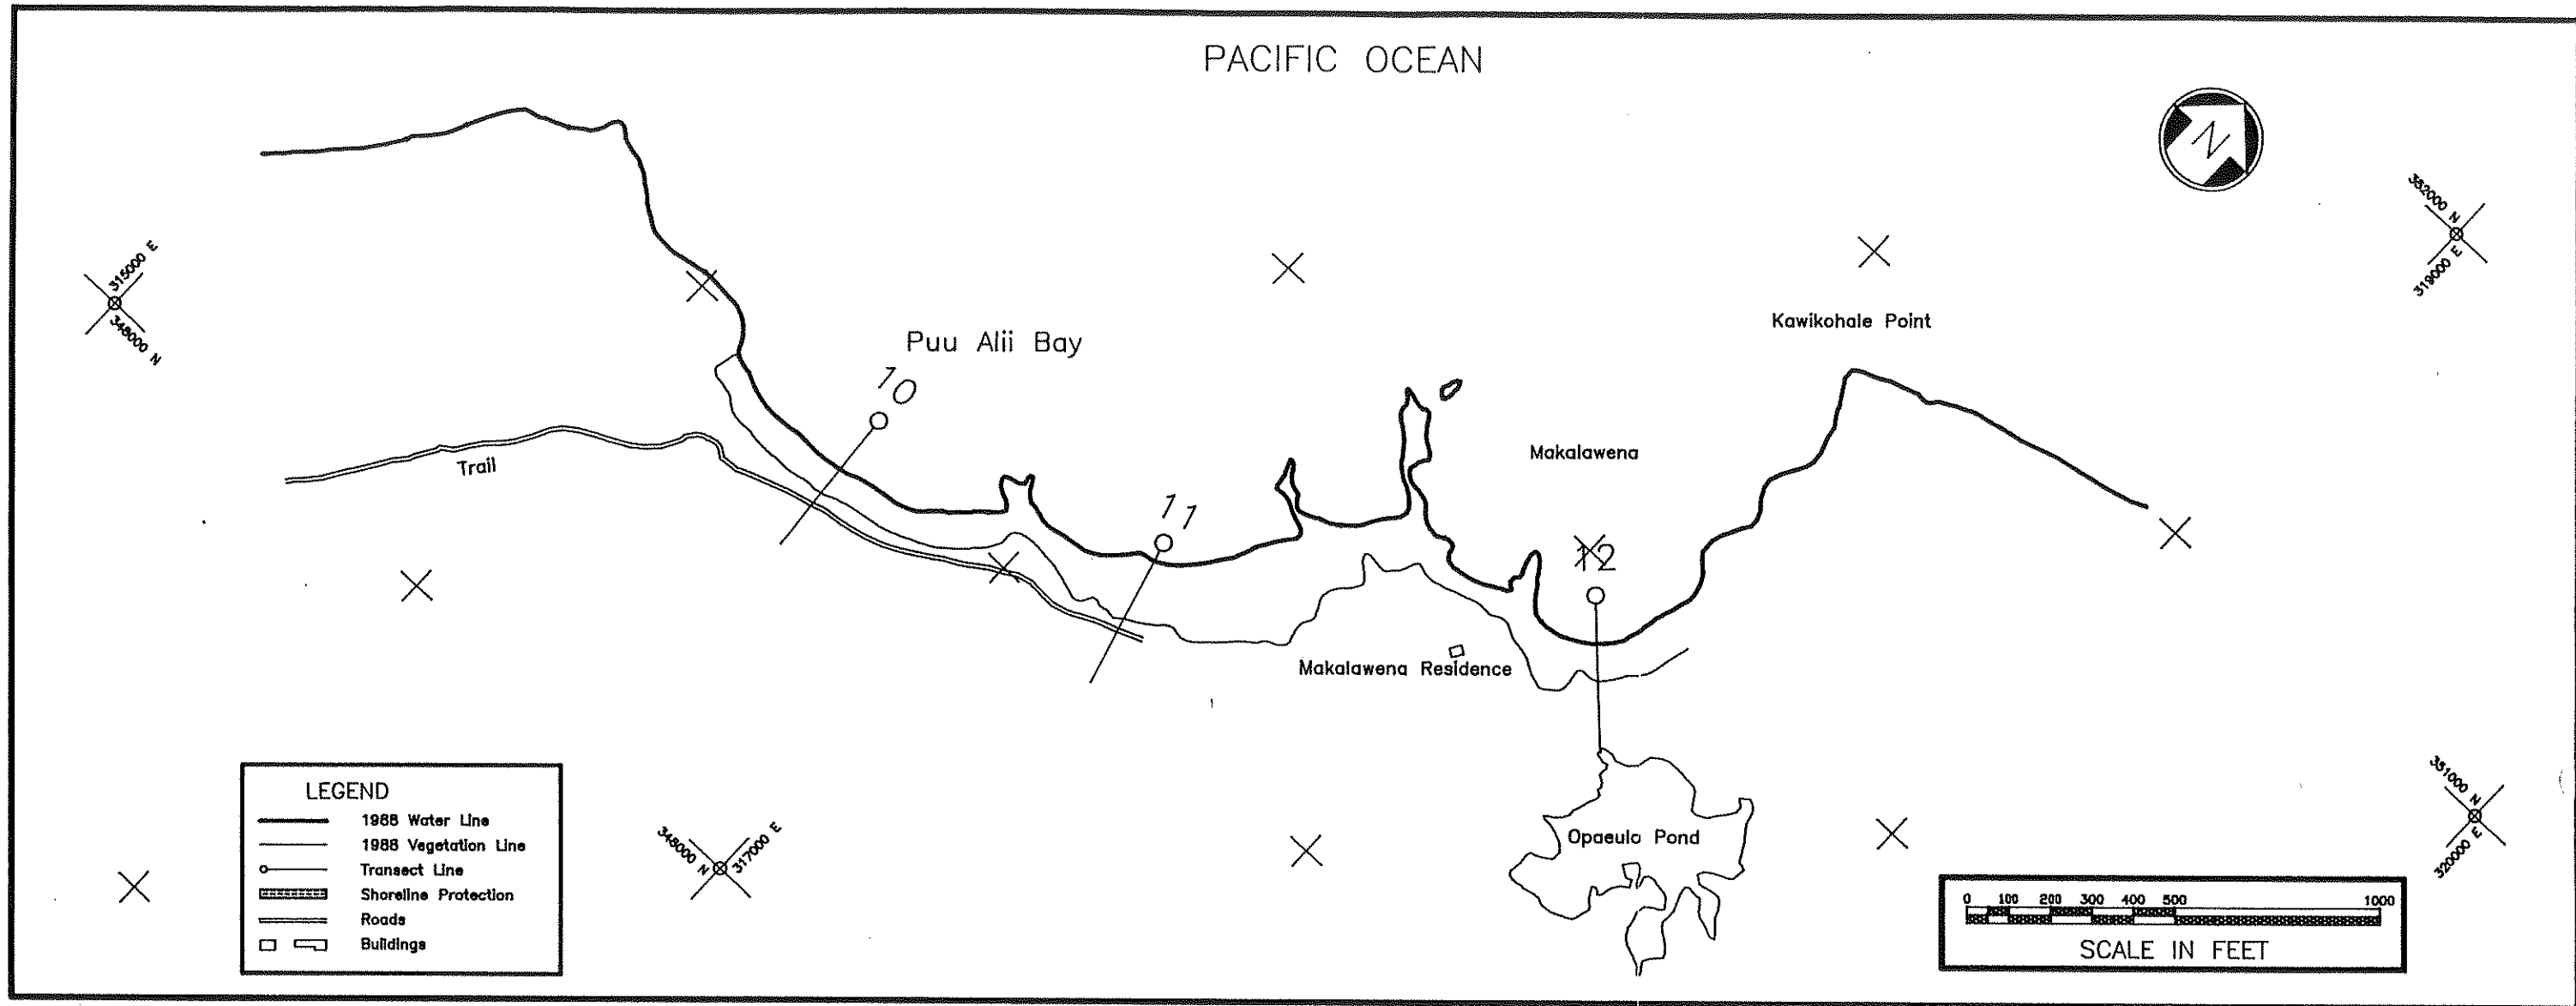 PACIFIC OCEAN
N
352000 N
319000 E
315000 E
348000 N
Kawikohale Point
Puu Alii Bay
10
Makalawena
Trail
11
12
Makalawena Residence
351000 N
320000 E
LEGEND
1988 Water Line
1988 Vegetation Line
Transect Line
Shoreline Protection
Roads
Buildings
348000 N
317000 E
Opaeula Pond
0 100 200 300 400 500 1000
SCALE IN FEET